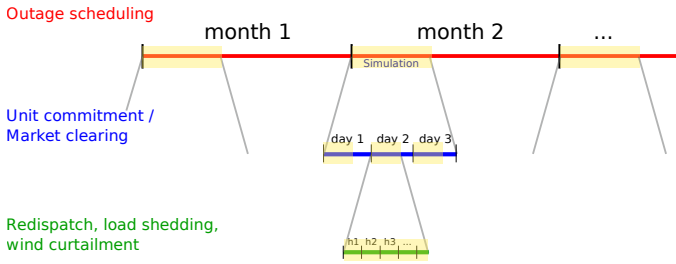 Outage scheduling
month 1
month 2
...
Simulation
Unit commitment /
Market clearing
day 1
day 2
day 3
Redispatch, load shedding,
wind curtailment
h1 h2 h3 ...